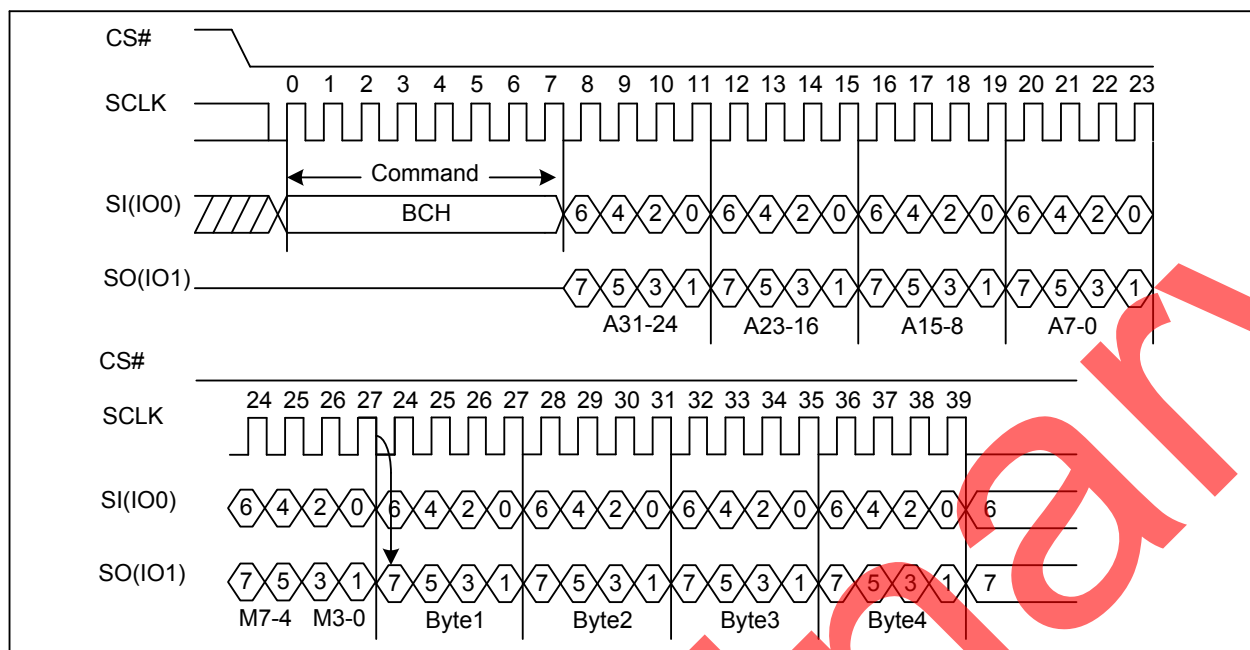 CS#
0 1 2 3 4 5 6 7 8 9 10 11 12 13 14 15 16 17 18 19 20 21 22 23
SCLK
Command
SI(IO0)
BCH
6 4 2 0 6 4 2 0 6 4 2 0 6 4 2 0
SO(IO1)
7 5 3 1 7 5 3 1 7 5 3 1 7 5 3 1
A31-24 A23-16 A15-8 A7-0
CS#
24 25 26 27 24 25 26 27 28 29 30 31 32 33 34 35 36 37 38 39
SCLK
SI(IO0)
6 4 2 0 6 4 2 0 6 4 2 0 6 4 2 0 6 4 2 0 6
SO(IO1)
7 5 3 1 7 5 3 1 7 5 3 1 7 5 3 1 7 5 3 1 7
M7-4 M3-0 Byte1 Byte2 Byte3 Byte4